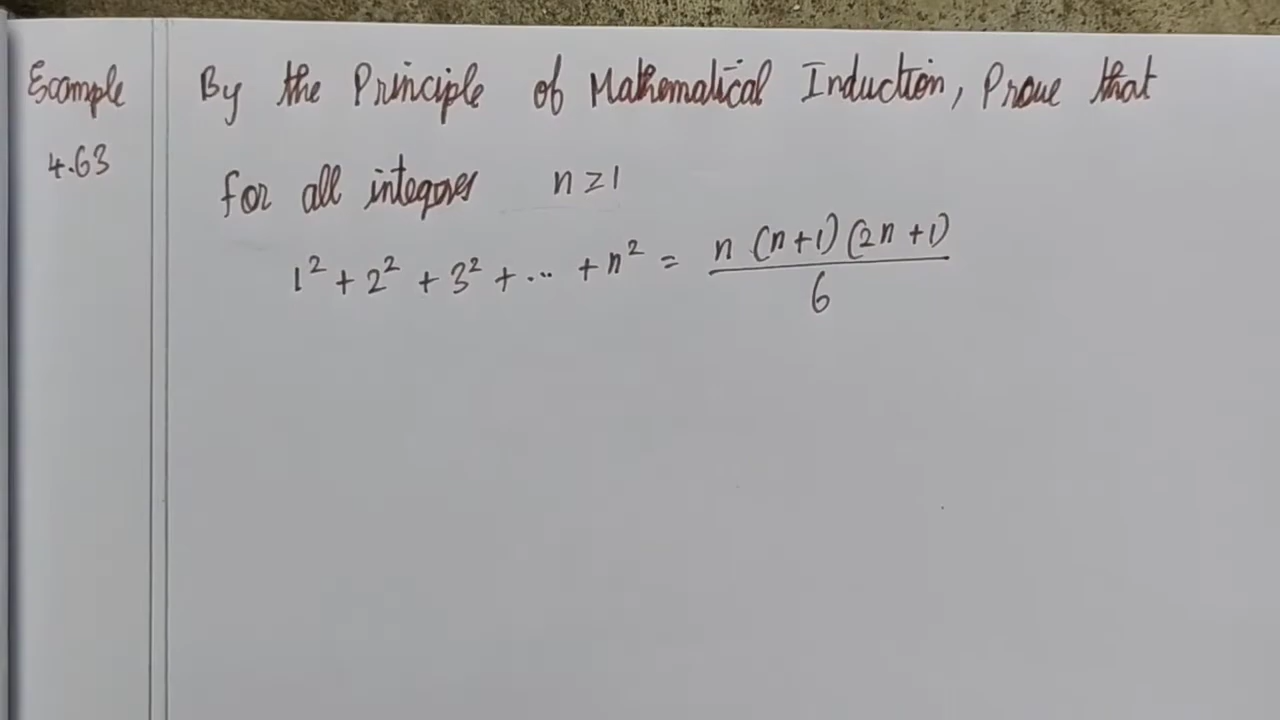 Example
4.63
By the Principle of Mathematical Induction, Prove that
for all integers n ≥ 1
1² + 2² + 3² + ... + n² = n (n+1) (2n+1) / 6